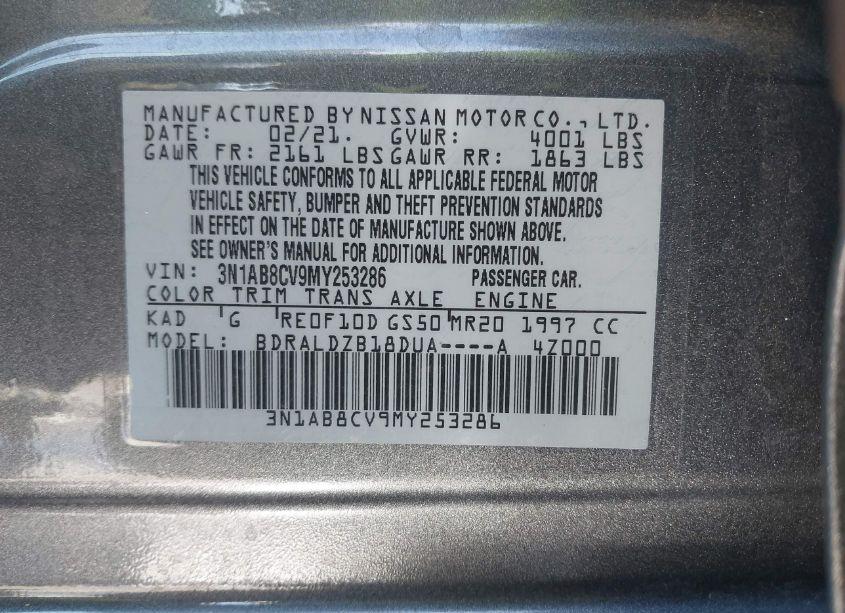 MANUFACTURED BY NISSAN MOTOR CO., LTD.
DATE: 02/21. GVWR: 4001 LBS
GAWR FR: 2161 LBS GAWR RR: 1863 LBS
THIS VEHICLE CONFORMS TO ALL APPLICABLE FEDERAL MOTOR
VEHICLE SAFETY, BUMPER AND THEFT PREVENTION STANDARDS
IN EFFECT ON THE DATE OF MANUFACTURE SHOWN ABOVE.
SEE OWNER'S MANUAL FOR ADDITIONAL INFORMATION.
VIN: 3N1AB8CV9MY253286 PASSENGER CAR.
COLOR TRIM TRANS AXLE ENGINE
KAD G RE0F10D GS50 MR20 1997 CC
MODEL: BDRALDZB18DUA----A 4Z000
3N1AB8CV9MY253286